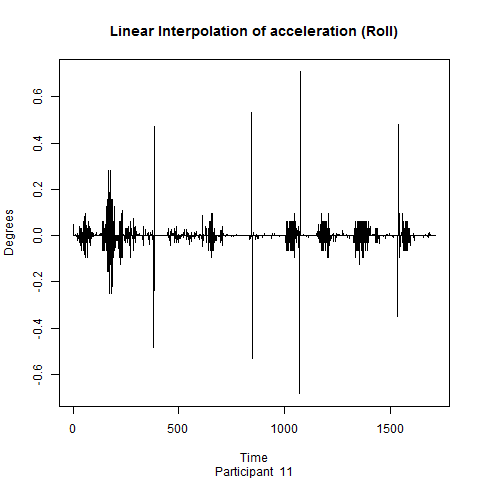 Linear Interpolation of acceleration (Roll)
Degrees
0.6
0.4
0.2
0.0
-0.2
-0.4
-0.6
0 500 1000 1500
Time
Participant 11